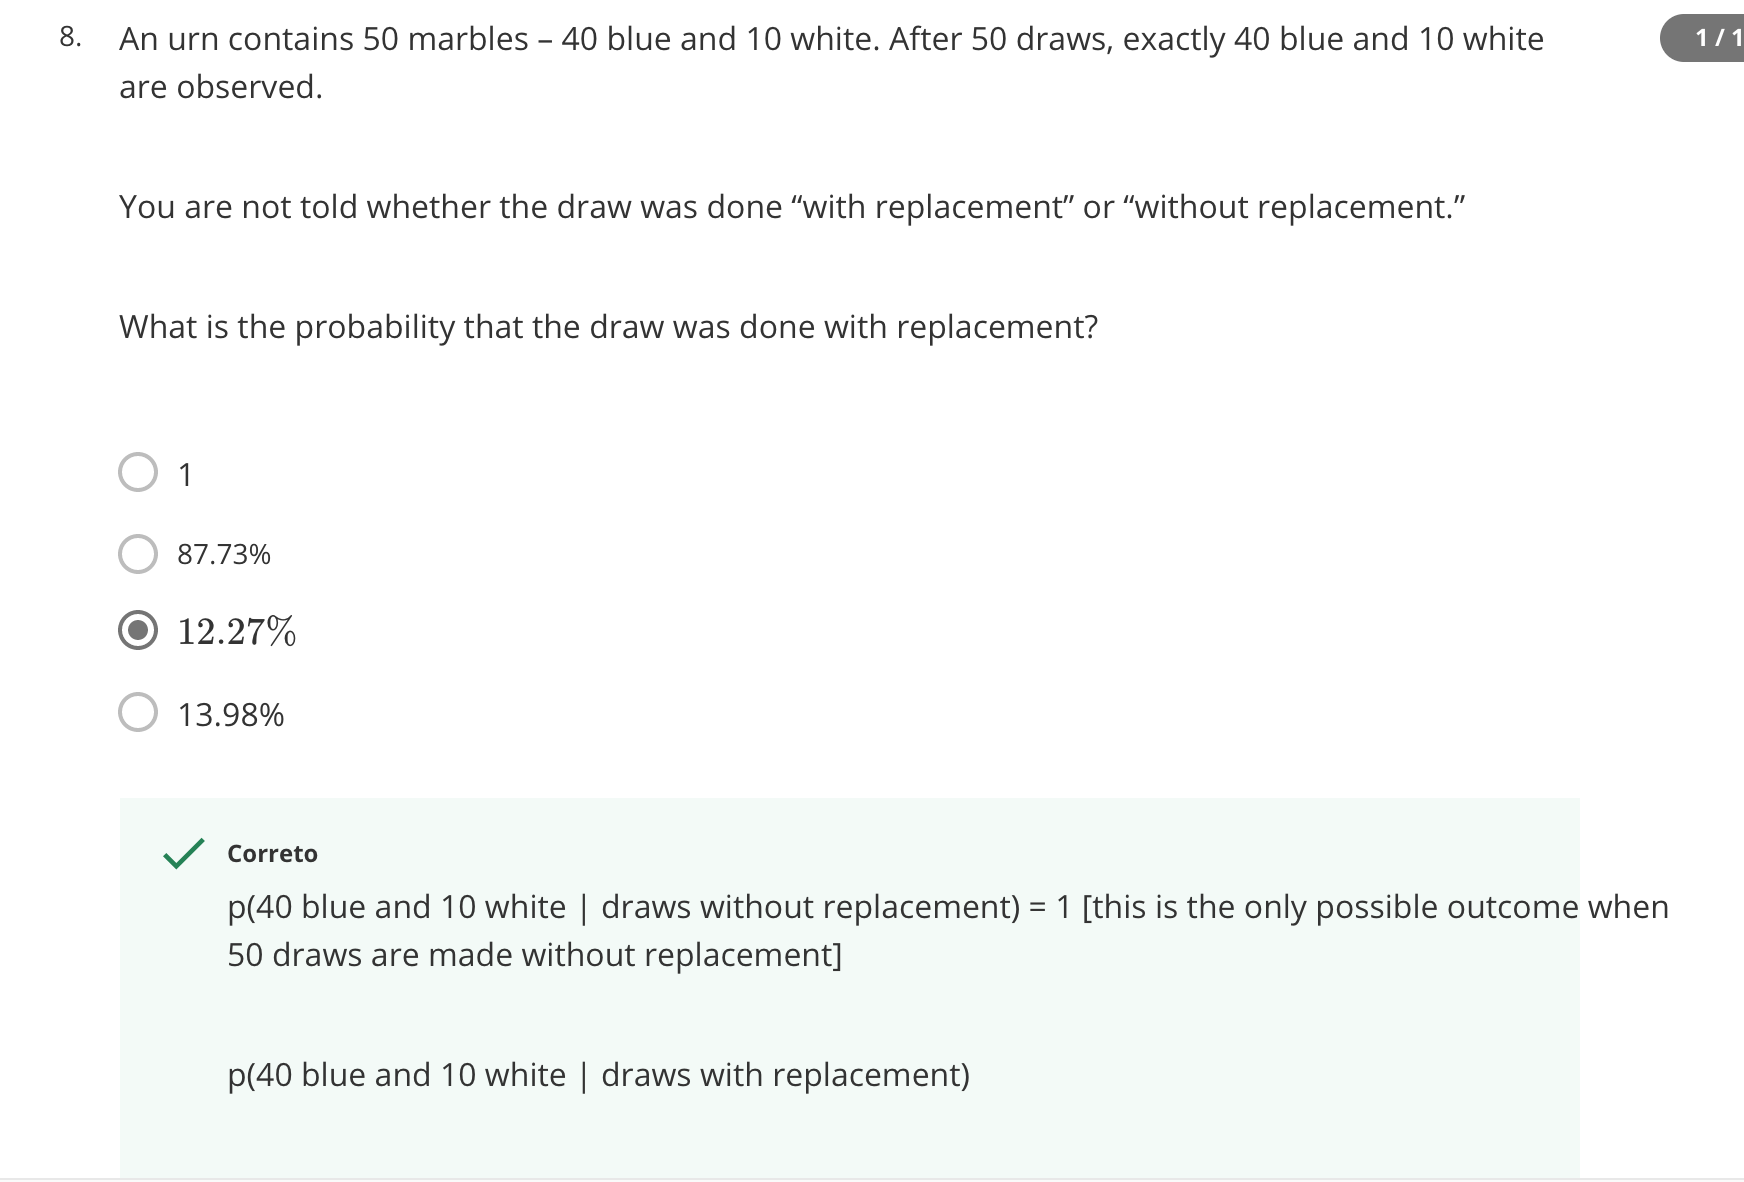 8. An urn contains 50 marbles – 40 blue and 10 white. After 50 draws, exactly 40 blue and 10 white
1 / 1
are observed.
You are not told whether the draw was done “with replacement” or “without replacement.”
What is the probability that the draw was done with replacement?
1
87.73%
12.27%
13.98%
Correto
p(40 blue and 10 white | draws without replacement) = 1 [this is the only possible outcome when
50 draws are made without replacement]
p(40 blue and 10 white | draws with replacement)